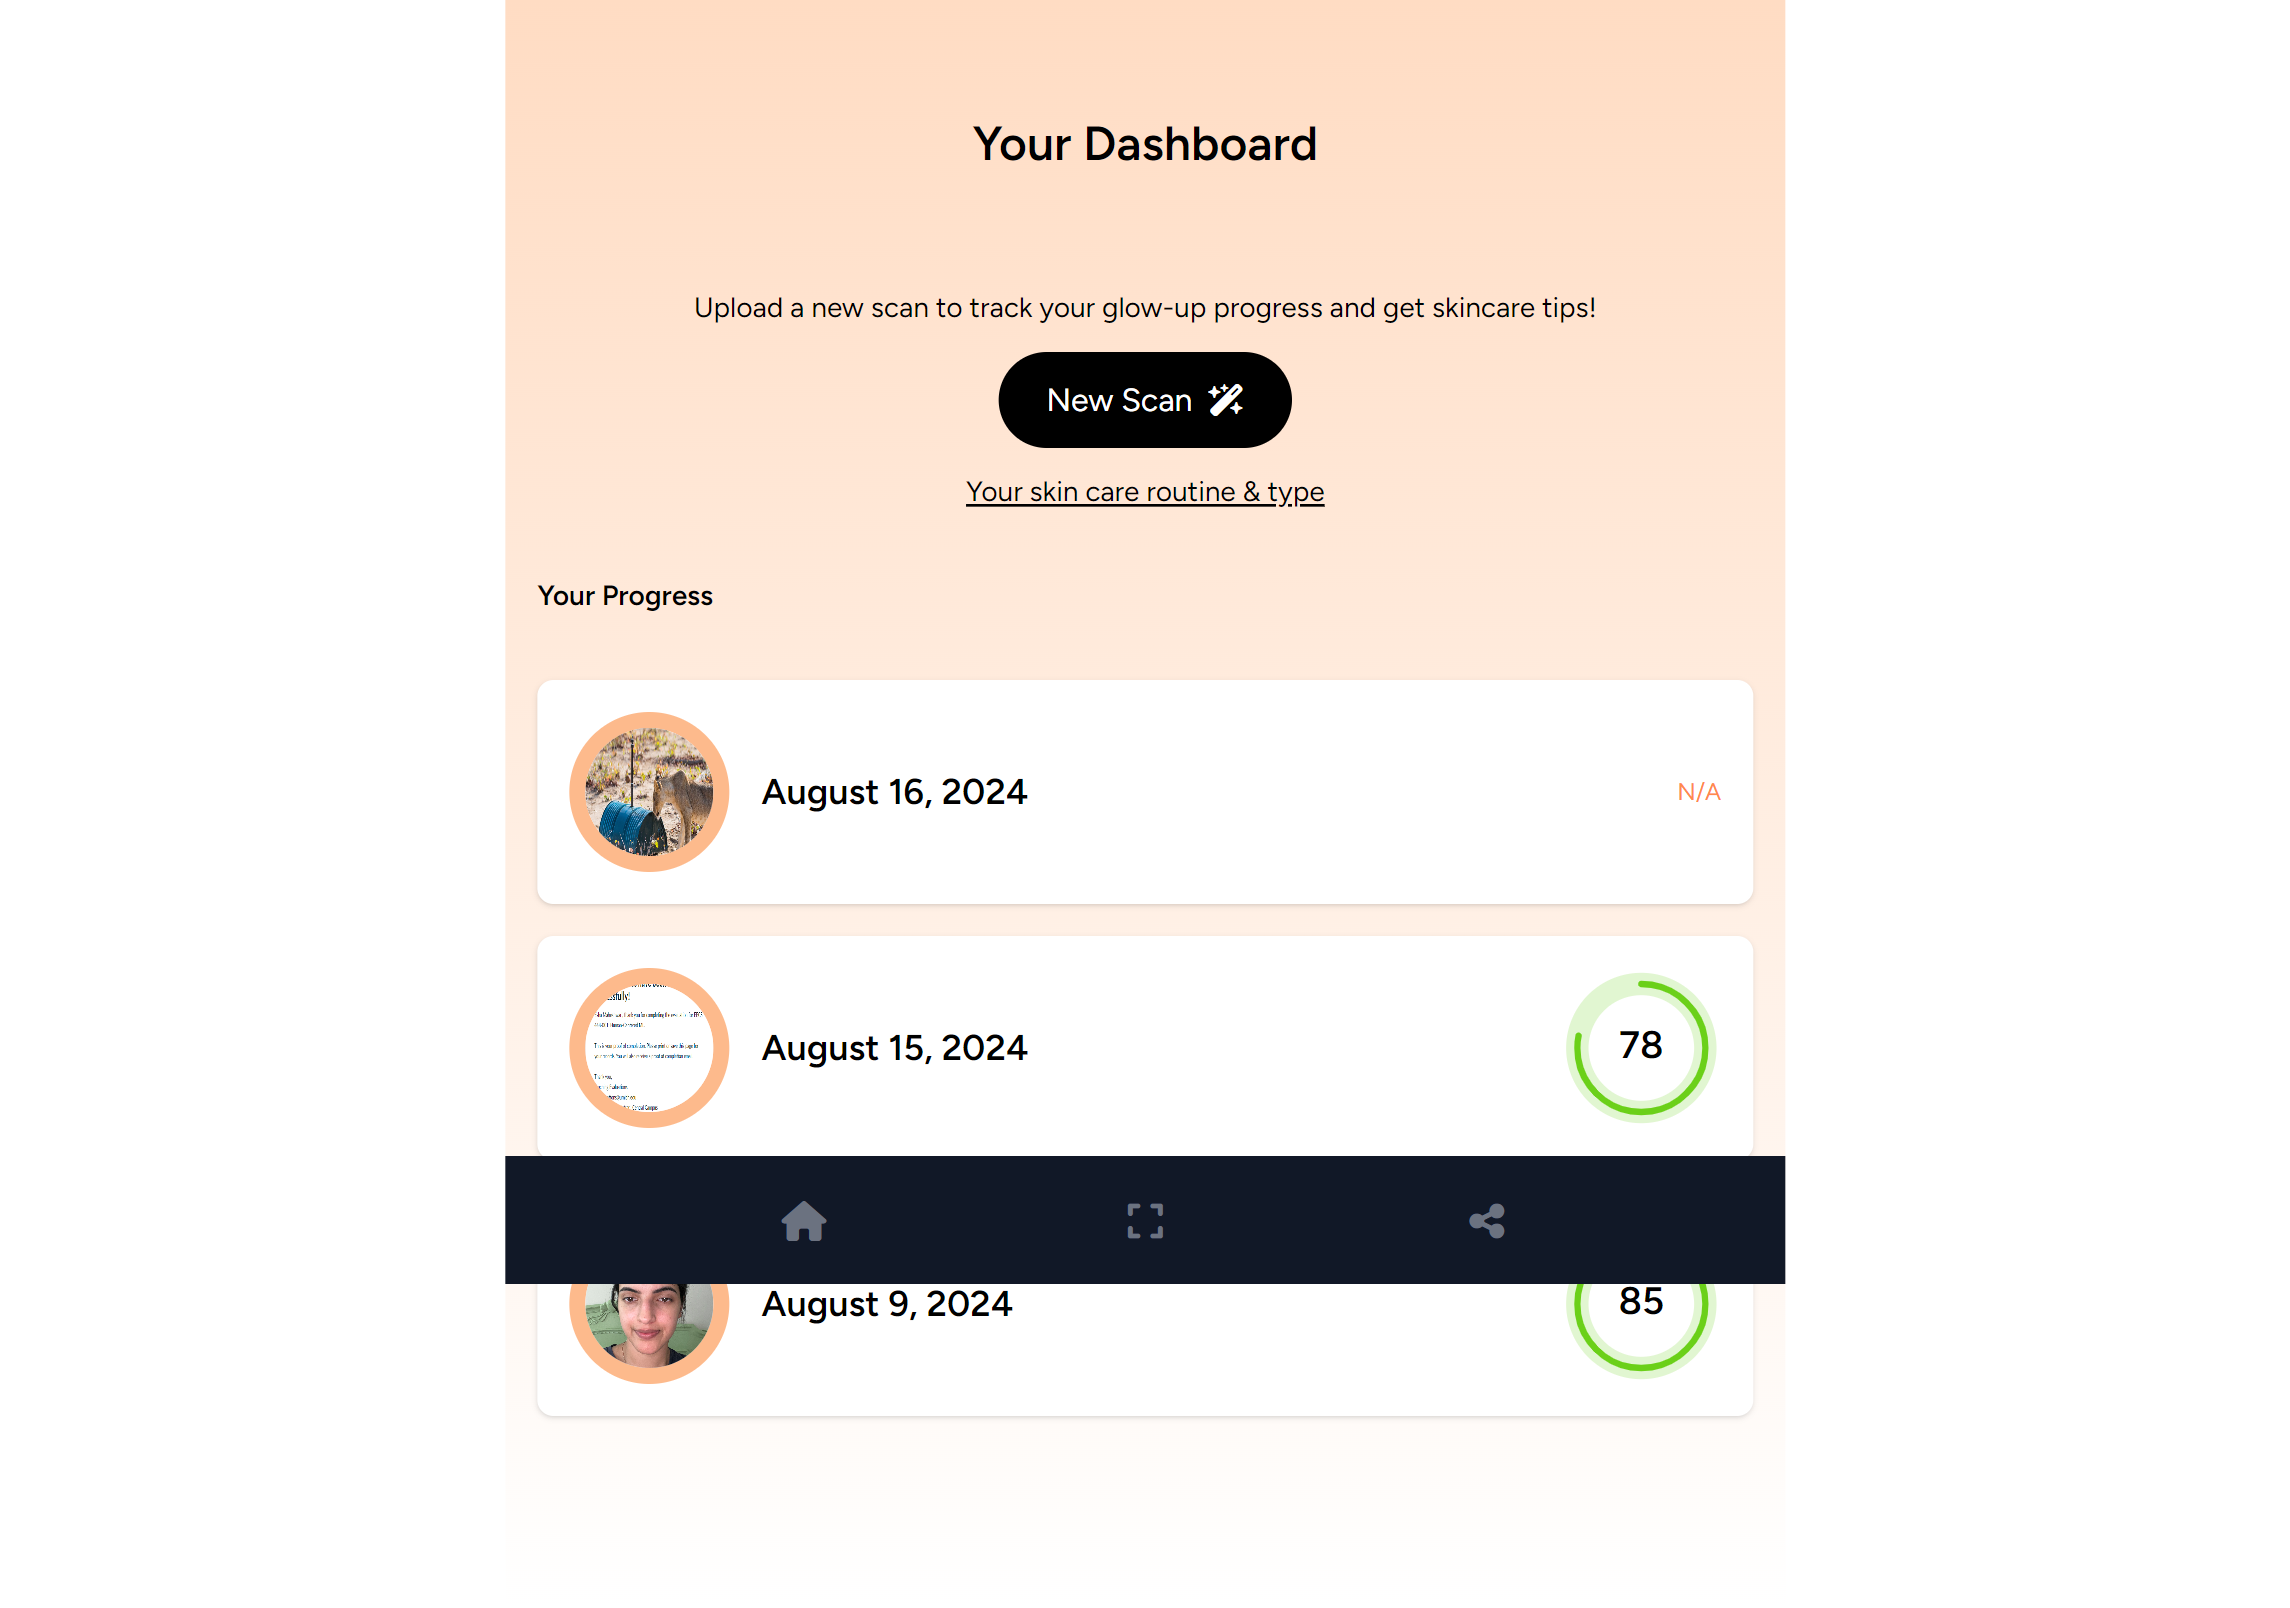 Your Dashboard
Upload a new scan to track your glow-up progress and get skincare tips!
New Scan
Your skin care routine & type
Your Progress
August 16, 2024
N/A
August 15, 2024
78
August 9, 2024
85